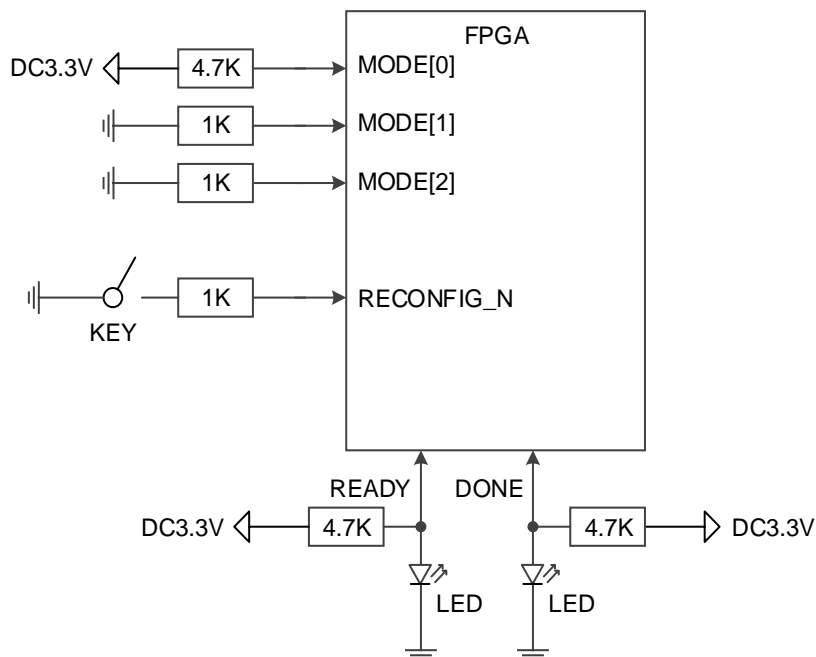 FPGA
DC3.3V 4.7K MODE[0]
1K MODE[1]
1K MODE[2]
1K RECONFIG_N
KEY
READY DONE
DC3.3V 4.7K 4.7K DC3.3V
LED LED